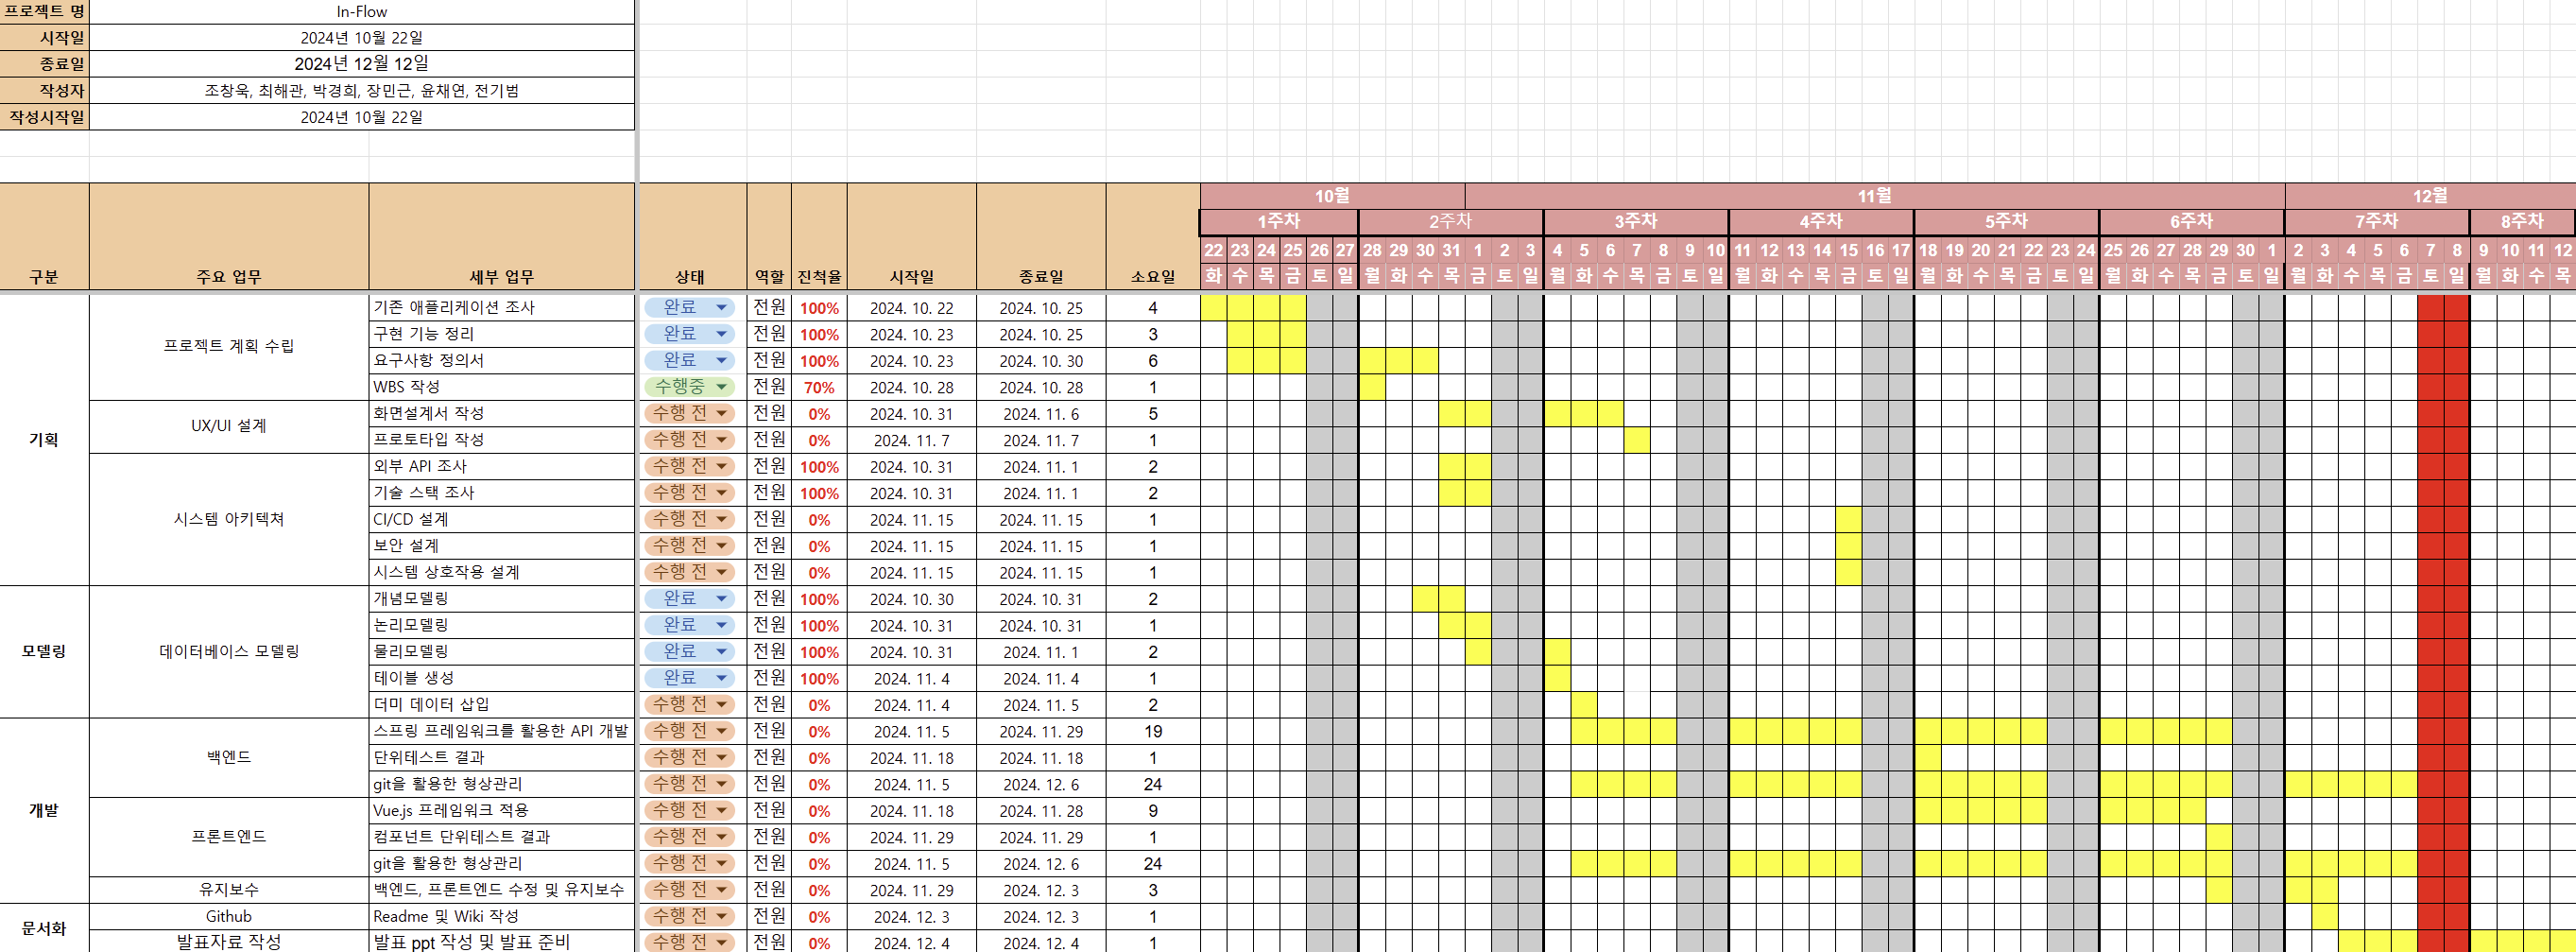 프로젝트 명 In-Flow
시작일 2024년 10월 22일
종료일 2024년 12월 12일
작성자 조창욱, 최해관, 박경희, 장민근, 윤채연, 전기범
작성시작일 2024년 10월 22일
10월 11월 12월
1주차 2주차 3주차 4주차 5주차 6주차 7주차 8주차
22 23 24 25 26 27 28 29 30 31 1 2 3 4 5 6 7 8 9 10 11 12 13 14 15 16 17 18 19 20 21 22 23 24 25 26 27 28 29 30 1 2 3 4 5 6 7 8 9 10 11 12
구분 주요 업무 세부 업무 상태 역할 진척율 시작일 종료일 소요일 화 수 목 금 토 일 월 화 수 목 금 토 일 월 화 수 목 금 토 일 월 화 수 목 금 토 일 월 화 수 목 금 토 일 월 화 수 목 금 토 일 월 화 수 목 금 토 일 월 화 수 목
기획 프로젝트 계획 수립 기존 애플리케이션 조사 완료 전원 100% 2024. 10. 22 2024. 10. 25 4
구현 기능 정리 완료 전원 100% 2024. 10. 23 2024. 10. 25 3
요구사항 정의서 완료 전원 100% 2024. 10. 23 2024. 10. 30 6
WBS 작성 수행중 전원 70% 2024. 10. 28 2024. 10. 28 1
UX/UI 설계 화면설계서 작성 수행 전 전원 0% 2024. 10. 31 2024. 11. 6 5
프로토타입 작성 수행 전 전원 0% 2024. 11. 7 2024. 11. 7 1
시스템 아키텍쳐 외부 API 조사 수행 전 전원 100% 2024. 10. 31 2024. 11. 1 2
기술 스택 조사 수행 전 전원 100% 2024. 10. 31 2024. 11. 1 2
CI/CD 설계 수행 전 전원 0% 2024. 11. 15 2024. 11. 15 1
보안 설계 수행 전 전원 0% 2024. 11. 15 2024. 11. 15 1
시스템 상호작용 설계 수행 전 전원 0% 2024. 11. 15 2024. 11. 15 1
모델링 데이터베이스 모델링 개념모델링 완료 전원 100% 2024. 10. 30 2024. 10. 31 2
논리모델링 완료 전원 100% 2024. 10. 31 2024. 10. 31 1
물리모델링 완료 전원 100% 2024. 10. 31 2024. 11. 1 2
테이블 생성 완료 전원 100% 2024. 11. 4 2024. 11. 4 1
더미 데이터 삽입 수행 전 전원 0% 2024. 11. 4 2024. 11. 5 2
개발 백엔드 스프링 프레임워크를 활용한 API 개발 수행 전 전원 0% 2024. 11. 5 2024. 11. 29 19
단위테스트 결과 수행 전 전원 0% 2024. 11. 18 2024. 11. 18 1
git을 활용한 형상관리 수행 전 전원 0% 2024. 11. 5 2024. 12. 6 24
프론트엔드 Vue.js 프레임워크 적용 수행 전 전원 0% 2024. 11. 18 2024. 11. 28 9
컴포넌트 단위테스트 결과 수행 전 전원 0% 2024. 11. 29 2024. 11. 29 1
git을 활용한 형상관리 수행 전 전원 0% 2024. 11. 5 2024. 12. 6 24
유지보수 백엔드, 프론트엔드 수정 및 유지보수 수행 전 전원 0% 2024. 11. 29 2024. 12. 3 3
문서화 Github Readme 및 Wiki 작성 수행 전 전원 0% 2024. 12. 3 2024. 12. 3 1
발표자료 작성 발표 ppt 작성 및 발표 준비 수행 전 전원 0% 2024. 12. 4 2024. 12. 4 1